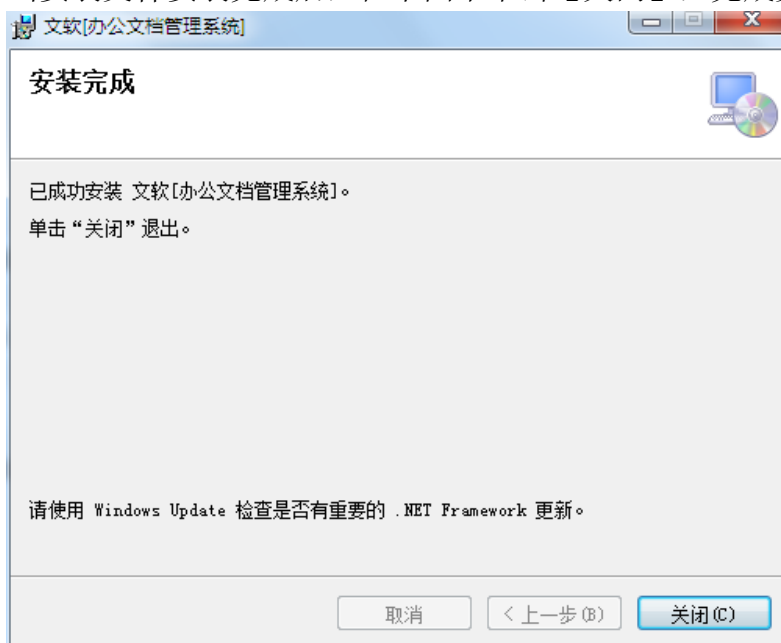 文软[办公文档管理系统]
安装完成
已成功安装 文软[办公文档管理系统]。
单击“关闭”退出。
请使用 Windows Update 检查是否有重要的 .NET Framework 更新。
取消
< 上一步(B)
关闭(C)